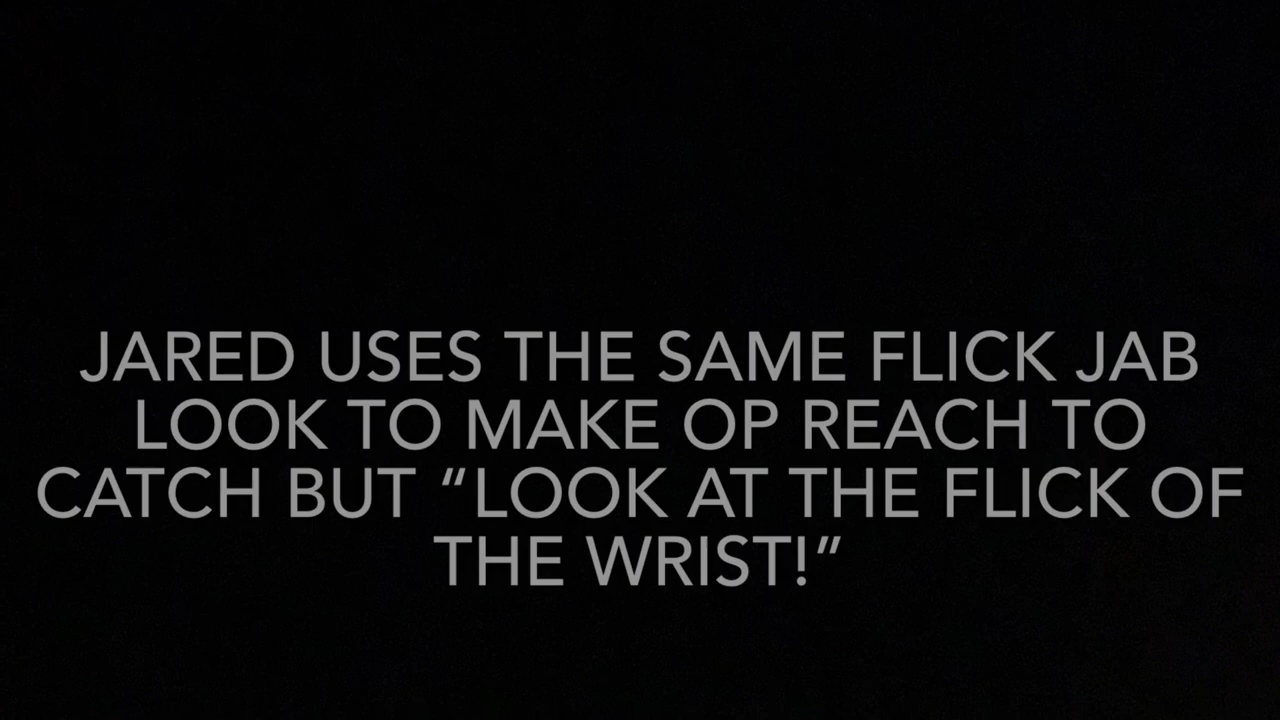 JARED USES THE SAME FLICK JAB
LOOK TO MAKE OP REACH TO
CATCH BUT “LOOK AT THE FLICK OF
THE WRIST!”